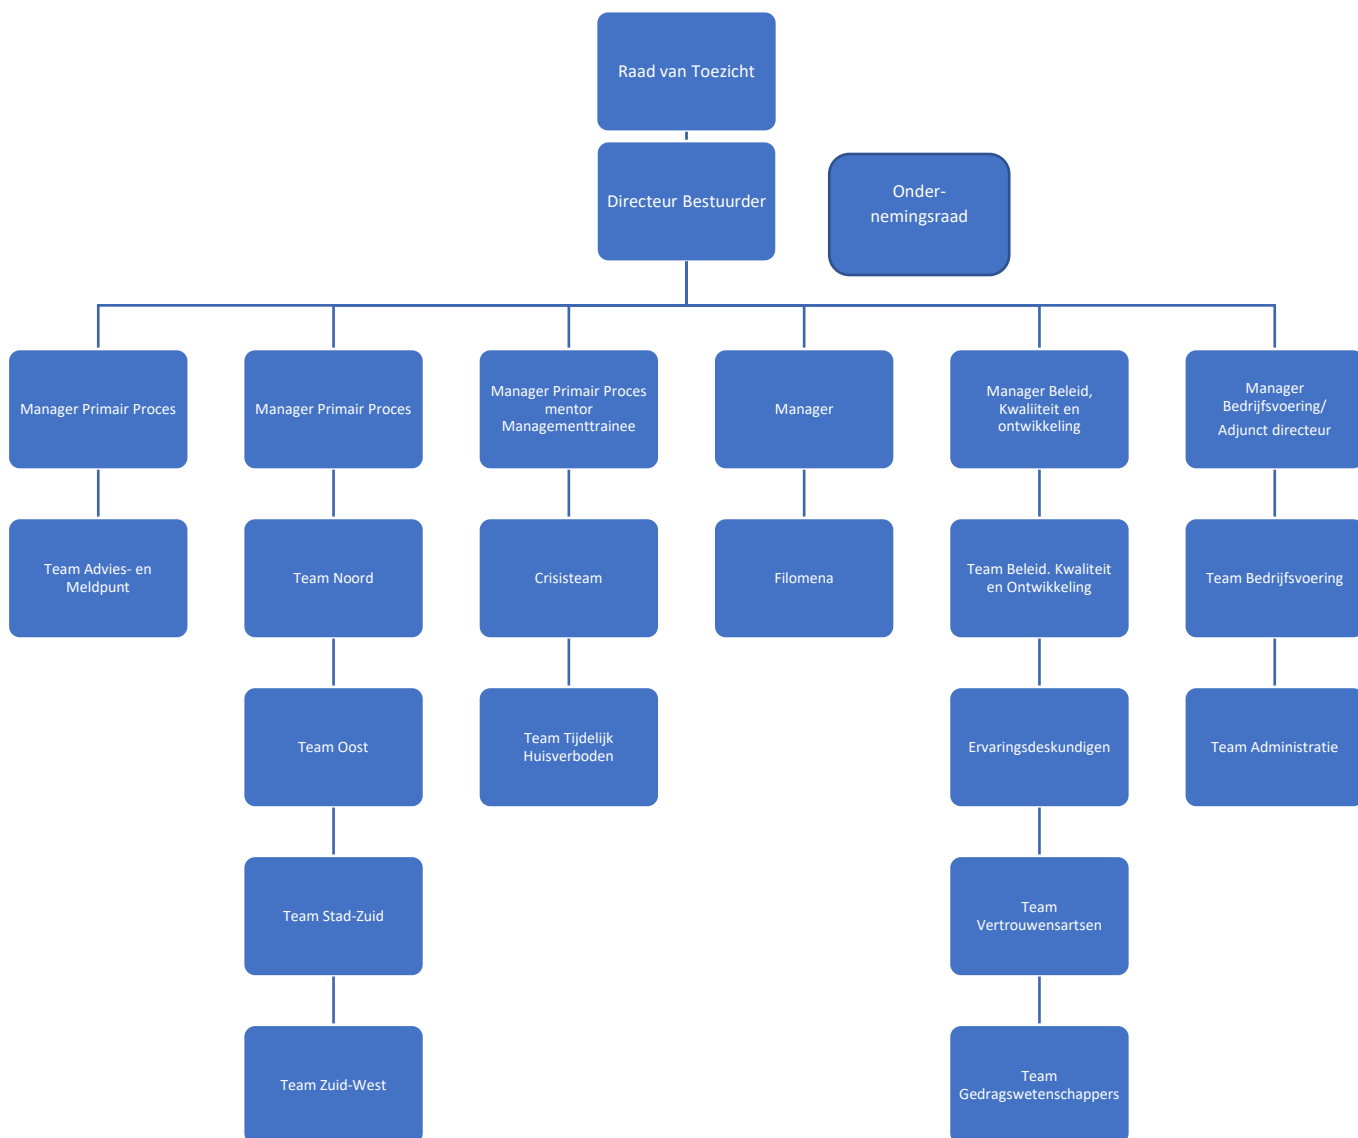 Raad van Toezicht
Directeur Bestuurder
Onder-
nemingsraad
Manager Primair Proces
Manager Primair Proces
Manager Primair Proces
mentor
Managementtrainee
Manager
Manager Beleid,
Kwaliiteit en
ontwikkeling
Manager
Bedrijfsvoering/
Adjunct directeur
Team Advies- en
Meldpunt
Team Noord
Crisisteam
Filomena
Team Beleid. Kwaliteit
en Ontwikkeling
Team Bedrijfsvoering
Team Oost
Team Tijdelijk
Huisverboden
Ervaringsdeskundigen
Team Administratie
Team Stad-Zuid
Team
Vertrouwensartsen
Team Zuid-West
Team
Gedragswetenschappers